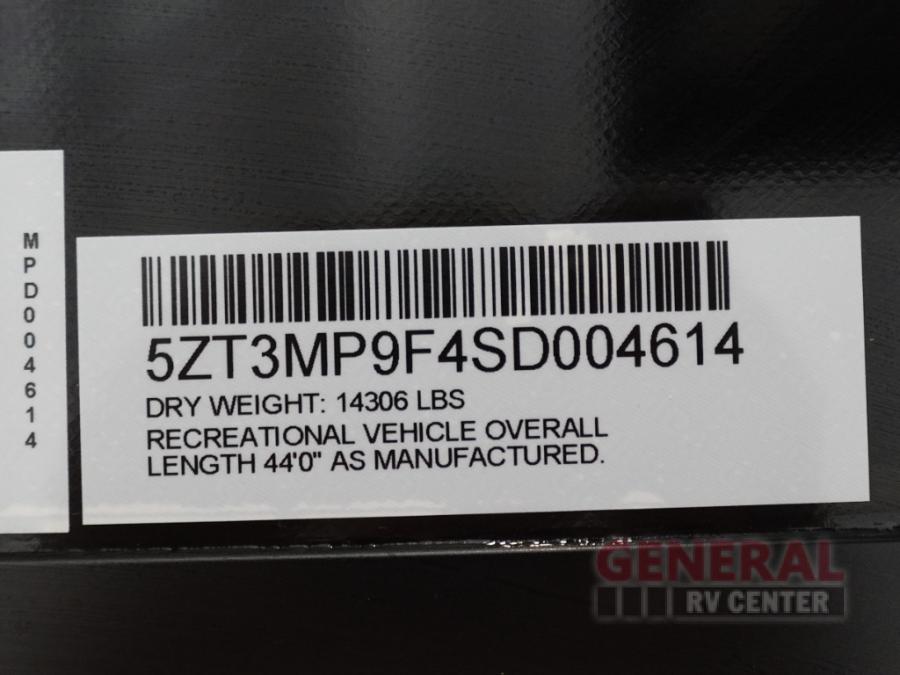 MPD004614
5ZT3MP9F4SD004614
DRY WEIGHT: 14306 LBS
RECREATIONAL VEHICLE OVERALL
LENGTH 44'0" AS MANUFACTURED.
GENERAL
RV CENTER